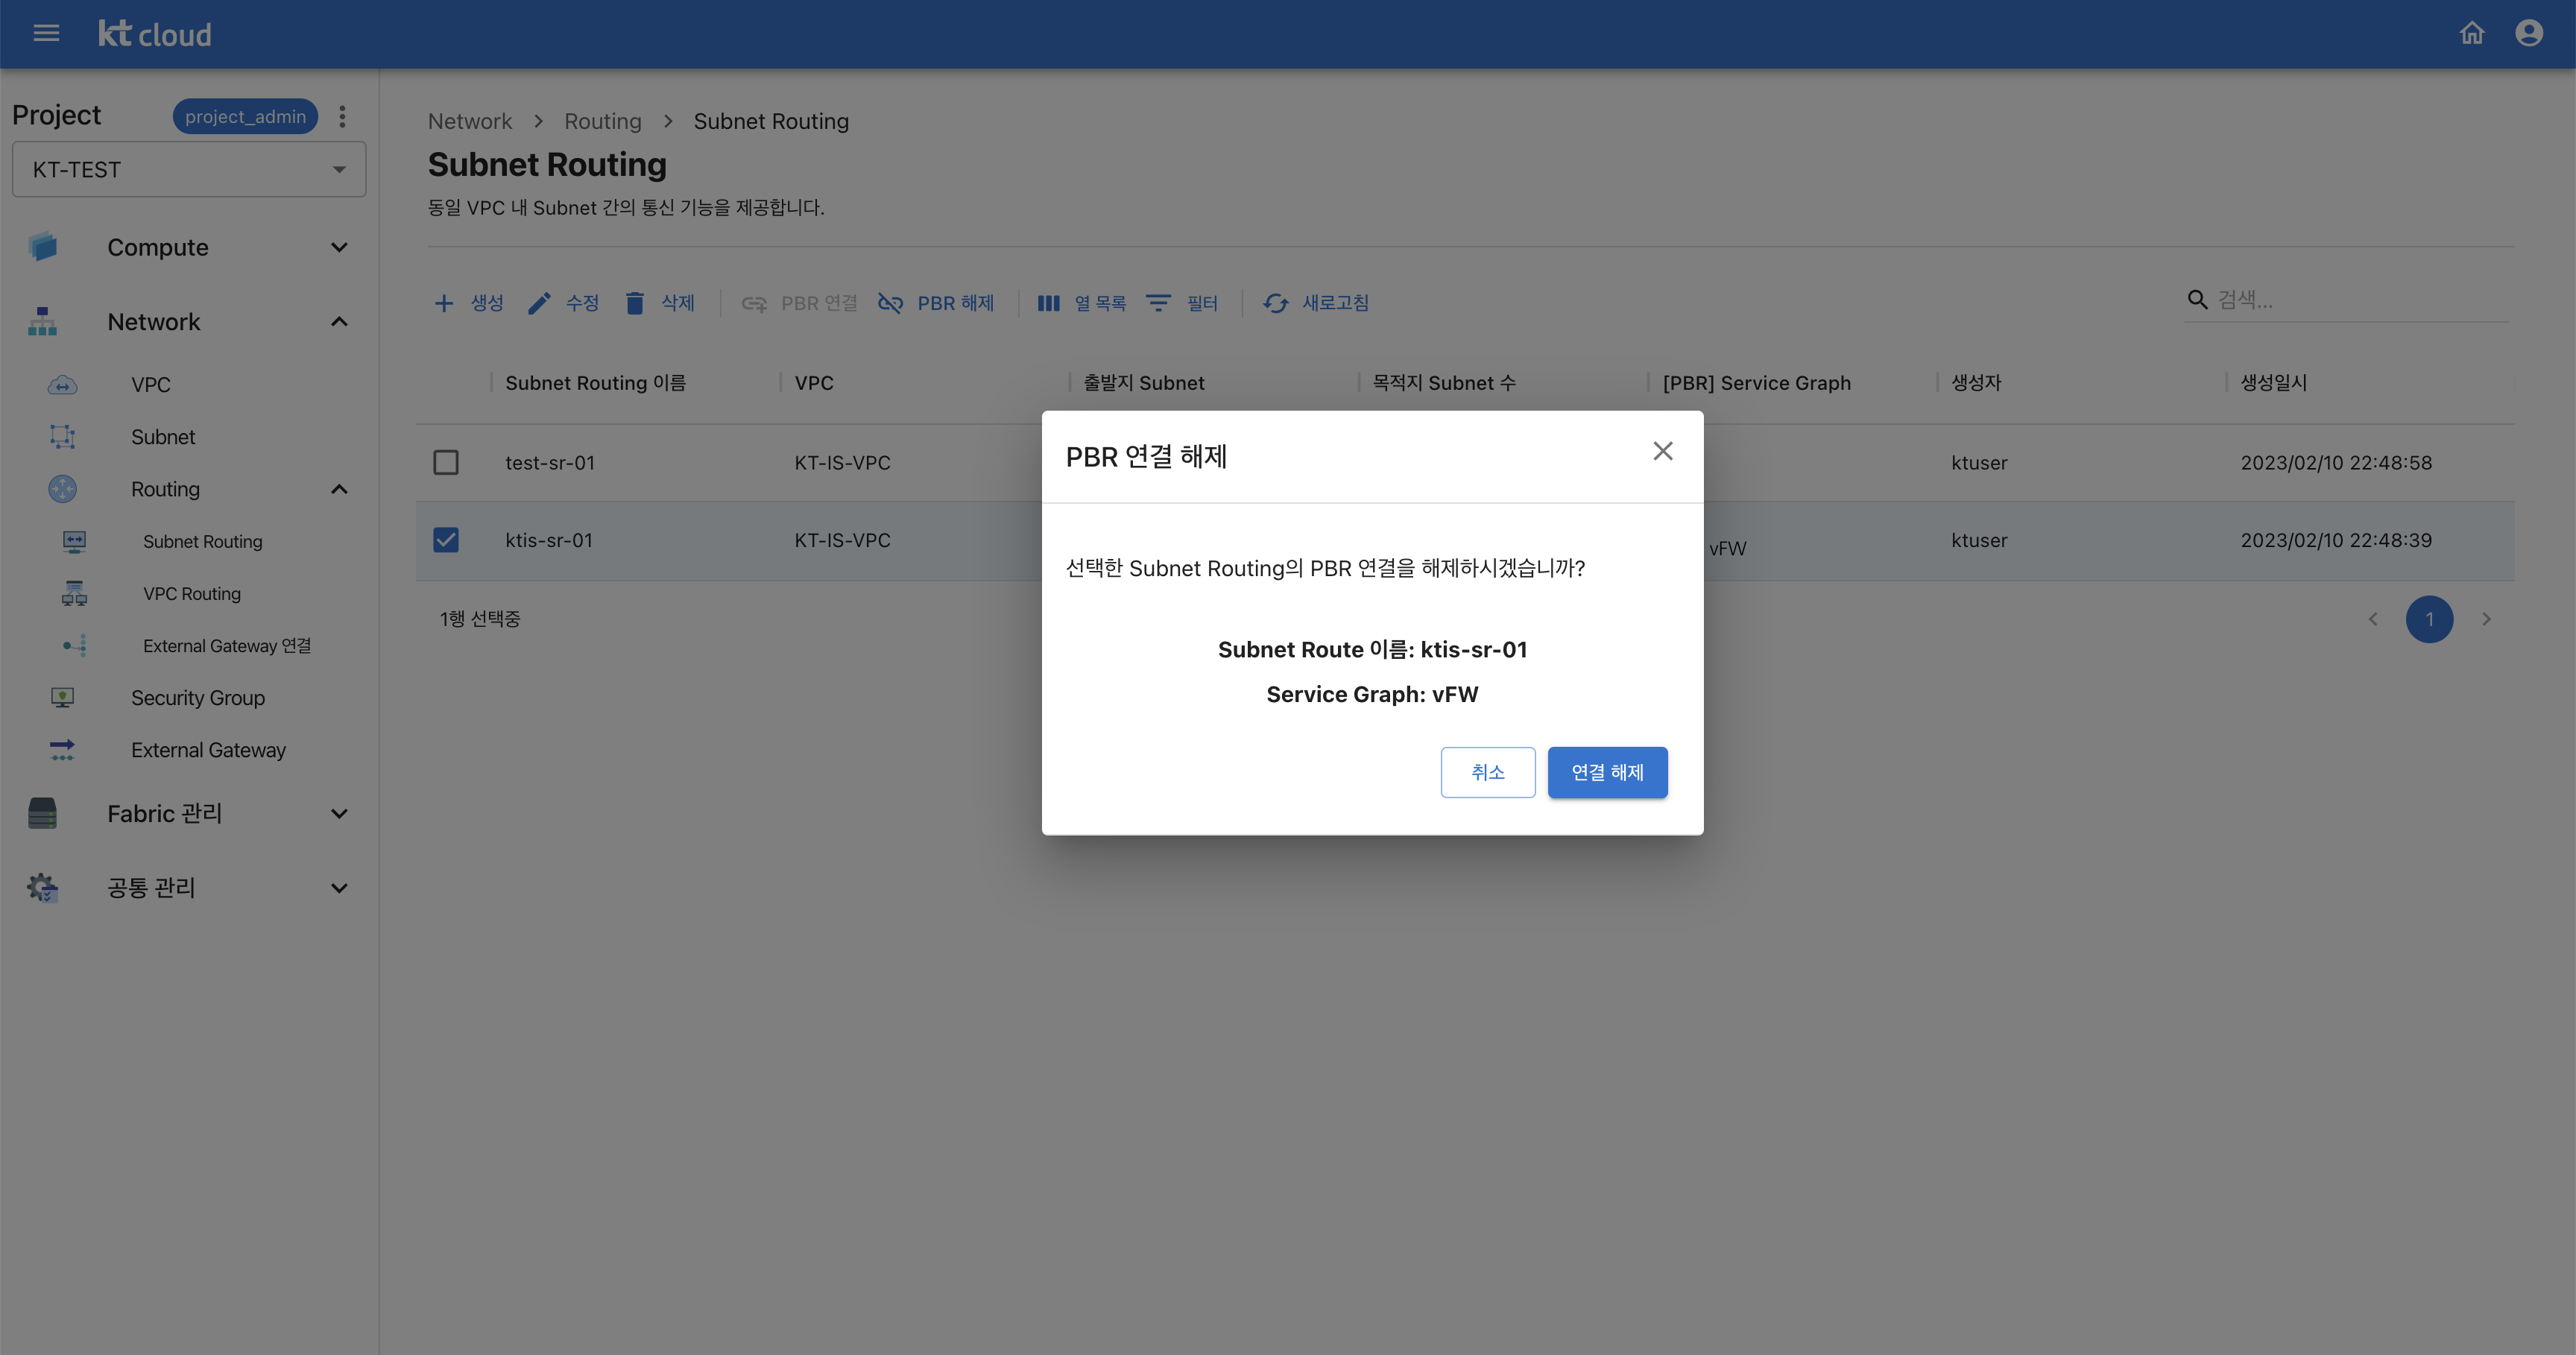 kt cloud
Project
project_admin
KT-TEST
Compute
Network
VPC
Subnet
Routing
Subnet Routing
VPC Routing
External Gateway 연결
Security Group
External Gateway
Fabric 관리
공통 관리
Network > Routing > Subnet Routing
Subnet Routing
동일 VPC 내 Subnet 간의 통신 기능을 제공합니다.
생성 수정 삭제 PBR 연결 PBR 해제 열 목록 필터 새로고침 검색...
Subnet Routing 이름 VPC 출발지 Subnet 목적지 Subnet 수 [PBR] Service Graph 생성자 생성일시
test-sr-01 KT-IS-VPC ktuser 2023/02/10 22:48:58
ktis-sr-01 KT-IS-VPC vFW ktuser 2023/02/10 22:48:39
1행 선택중 1
PBR 연결 해제
선택한 Subnet Routing의 PBR 연결을 해제하시겠습니까?
Subnet Route 이름: ktis-sr-01
Service Graph: vFW
취소 연결 해제